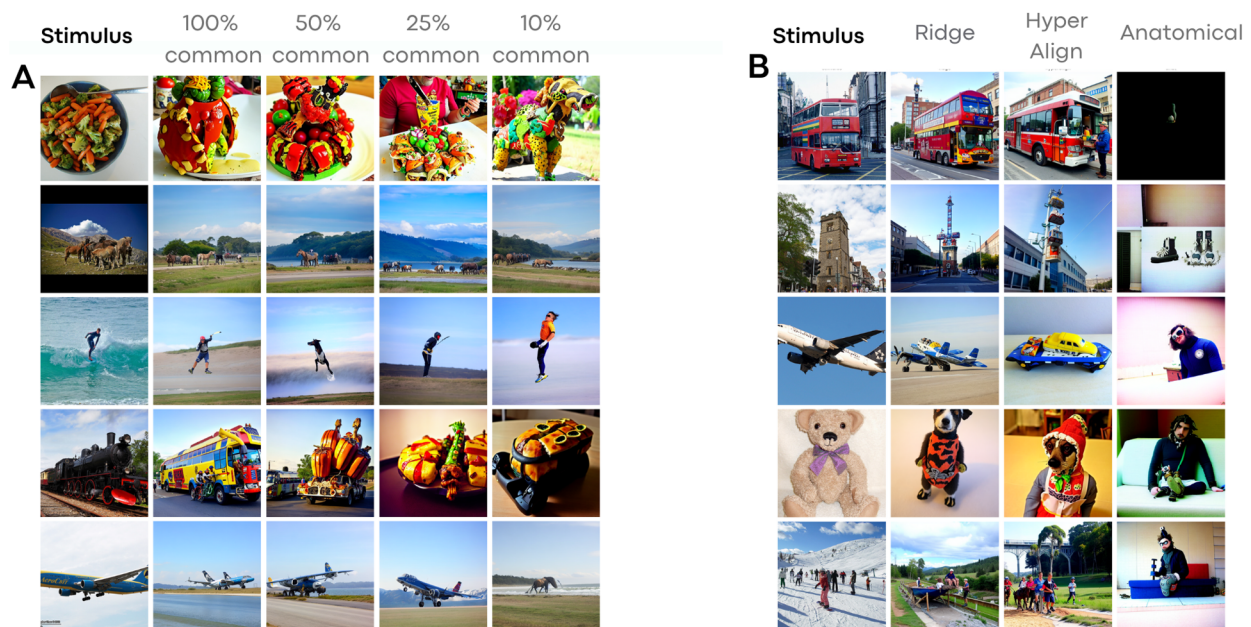 Stimulus
100%
common
50%
common
25%
common
10%
common
A
Stimulus
Ridge
Hyper
Align
Anatomical
B